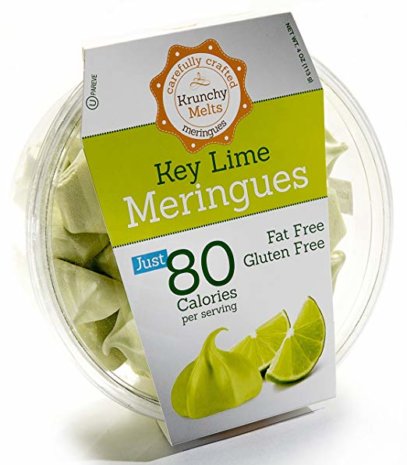 carefully crafted
Krunchy
Melts
meringues
U PAREVE
NET WT. 4 OZ (113 g)
Key Lime
Meringues
Just
80
Calories
per serving
Fat Free
Gluten Free